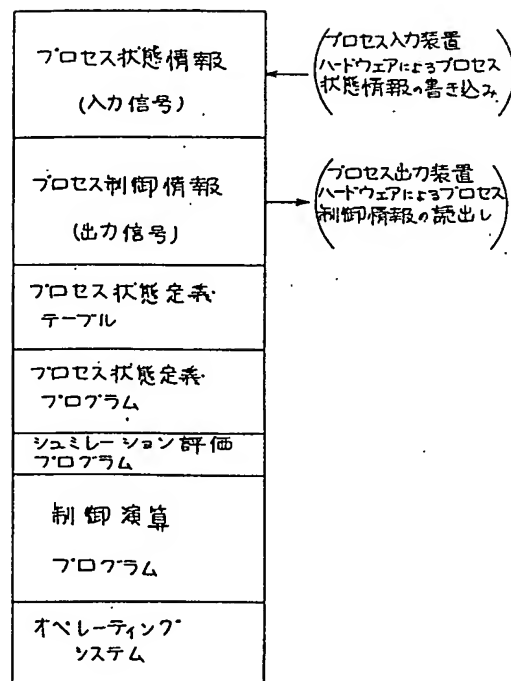 プロセス状態情報
(入力信号)
プロセス入力装置
ハードウェアによるプロセス
状態情報の書き込み
プロセス制御情報
(出力信号)
プロセス出力装置
ハードウェアによるプロセス
制御情報の読出し
プロセス状態定義
テーブル
プロセス状態定義
プログラム
シュミレーション評価
プログラム
制御演算
プログラム
オペレーティング
システム